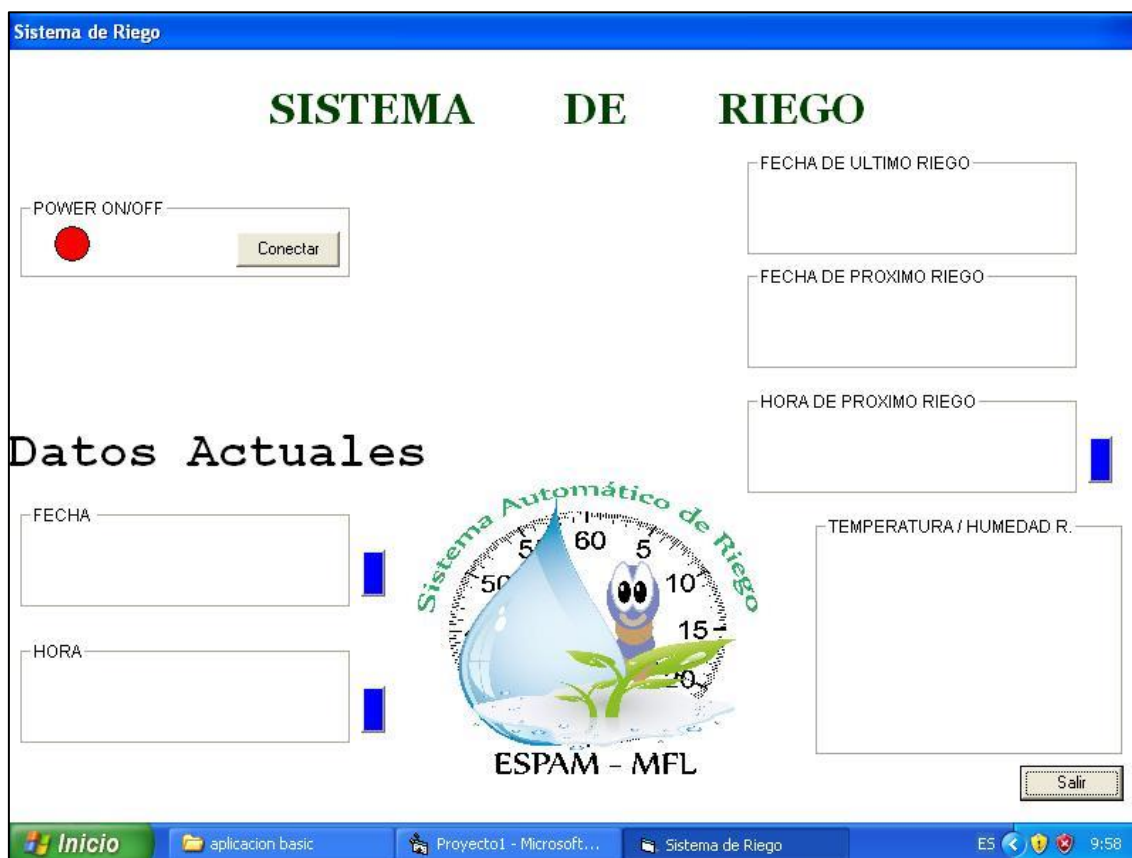 Sistema de Riego
SISTEMA DE RIEGO
FECHA DE ULTIMO RIEGO
POWER ON/OFF
Conectar
FECHA DE PROXIMO RIEGO
HORA DE PROXIMO RIEGO
Datos Actuales
FECHA
HORA
Sistema Automático de Riego
55 60 5
50 10
15
20
ESPAM - MFL
TEMPERATURA / HUMEDAD R.
Salir
Inicio aplicacion basic Proyecto1 - Microsoft... Sistema de Riego ES 9:58